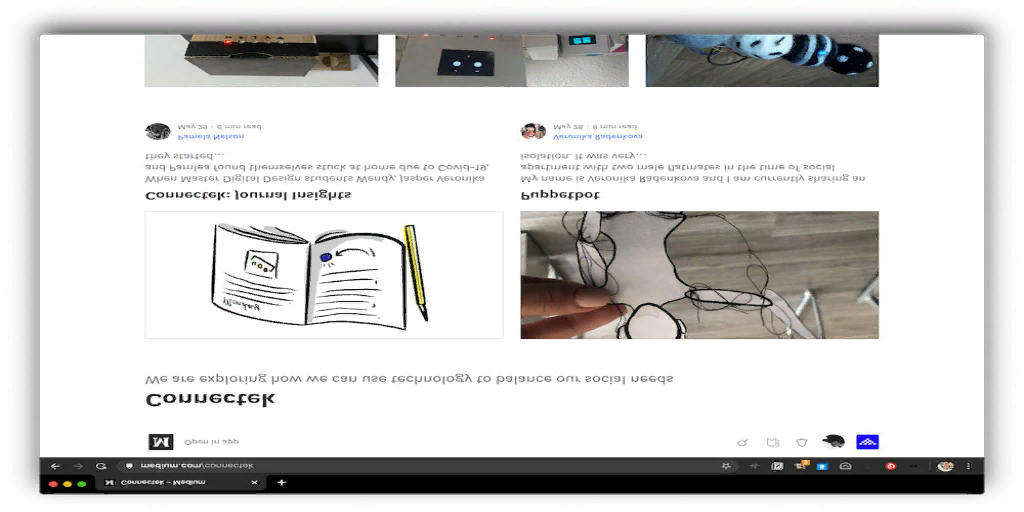 Connectek – Medium
medium.com/connectek
Open in app
Connectek
We are exploring how we can use technology to balance our social needs
Monday
Connectek: Journal Insights
When Master Digital Design students Wendy, Jasper Veronika
and Pamlea found themselves stuck at home due to Covid-19,
they started...
Pamela Nelson
May 29 · 6 min read
Puppetbot
My name is Veronika Radenkova and I am currently sharing an
apartment with two male flatmates in the time of social
isolation. It was very...
Veronika Radenkova
May 28 · 8 min read